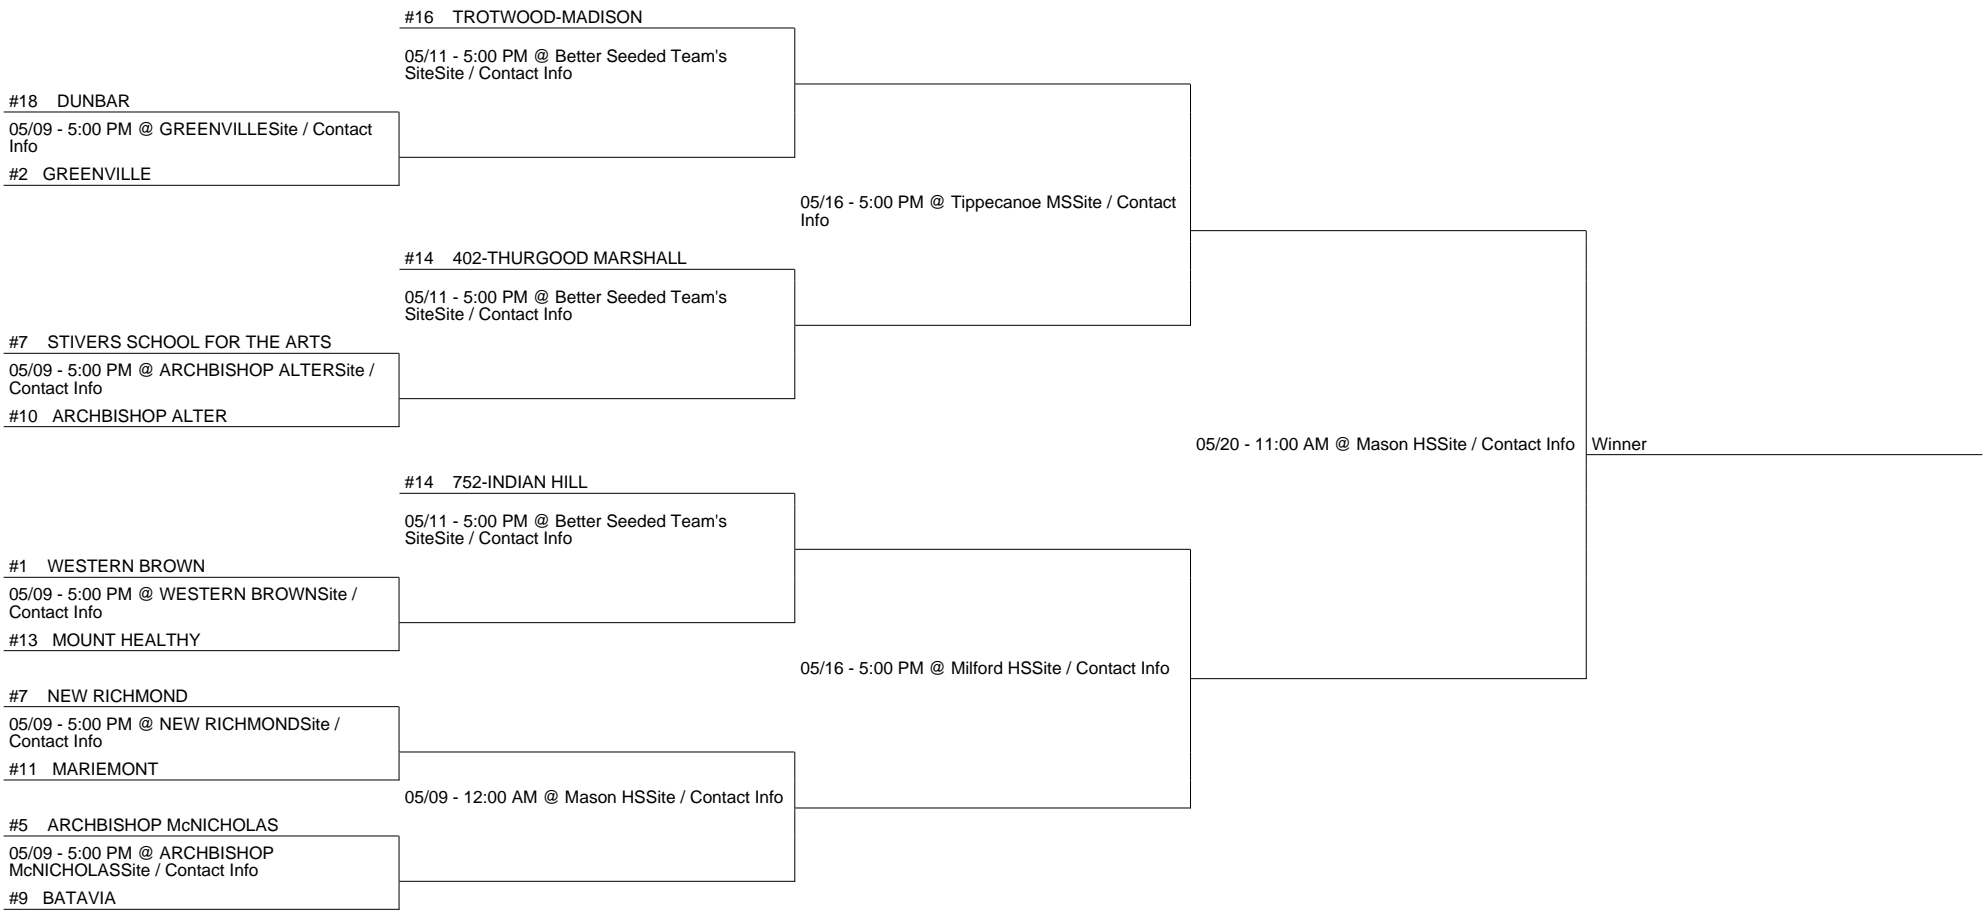 #16 TROTWOOD-MADISON
05/11 - 5:00 PM @ Better Seeded Team's
SiteSite / Contact Info
#18 DUNBAR
05/09 - 5:00 PM @ GREENVILLESite / Contact
Info
#2 GREENVILLE
05/16 - 5:00 PM @ Tippecanoe MSSite / Contact
Info
#14 402-THURGOOD MARSHALL
05/11 - 5:00 PM @ Better Seeded Team's
SiteSite / Contact Info
#7 STIVERS SCHOOL FOR THE ARTS
05/09 - 5:00 PM @ ARCHBISHOP ALTERSite /
Contact Info
#10 ARCHBISHOP ALTER
05/20 - 11:00 AM @ Mason HSSite / Contact Info
Winner
#14 752-INDIAN HILL
05/11 - 5:00 PM @ Better Seeded Team's
SiteSite / Contact Info
#1 WESTERN BROWN
05/09 - 5:00 PM @ WESTERN BROWNSite /
Contact Info
#13 MOUNT HEALTHY
05/16 - 5:00 PM @ Milford HSSite / Contact Info
#7 NEW RICHMOND
05/09 - 5:00 PM @ NEW RICHMONDSite /
Contact Info
#11 MARIEMONT
05/09 - 12:00 AM @ Mason HSSite / Contact Info
#5 ARCHBISHOP McNICHOLAS
05/09 - 5:00 PM @ ARCHBISHOP
McNICHOLASSite / Contact Info
#9 BATAVIA